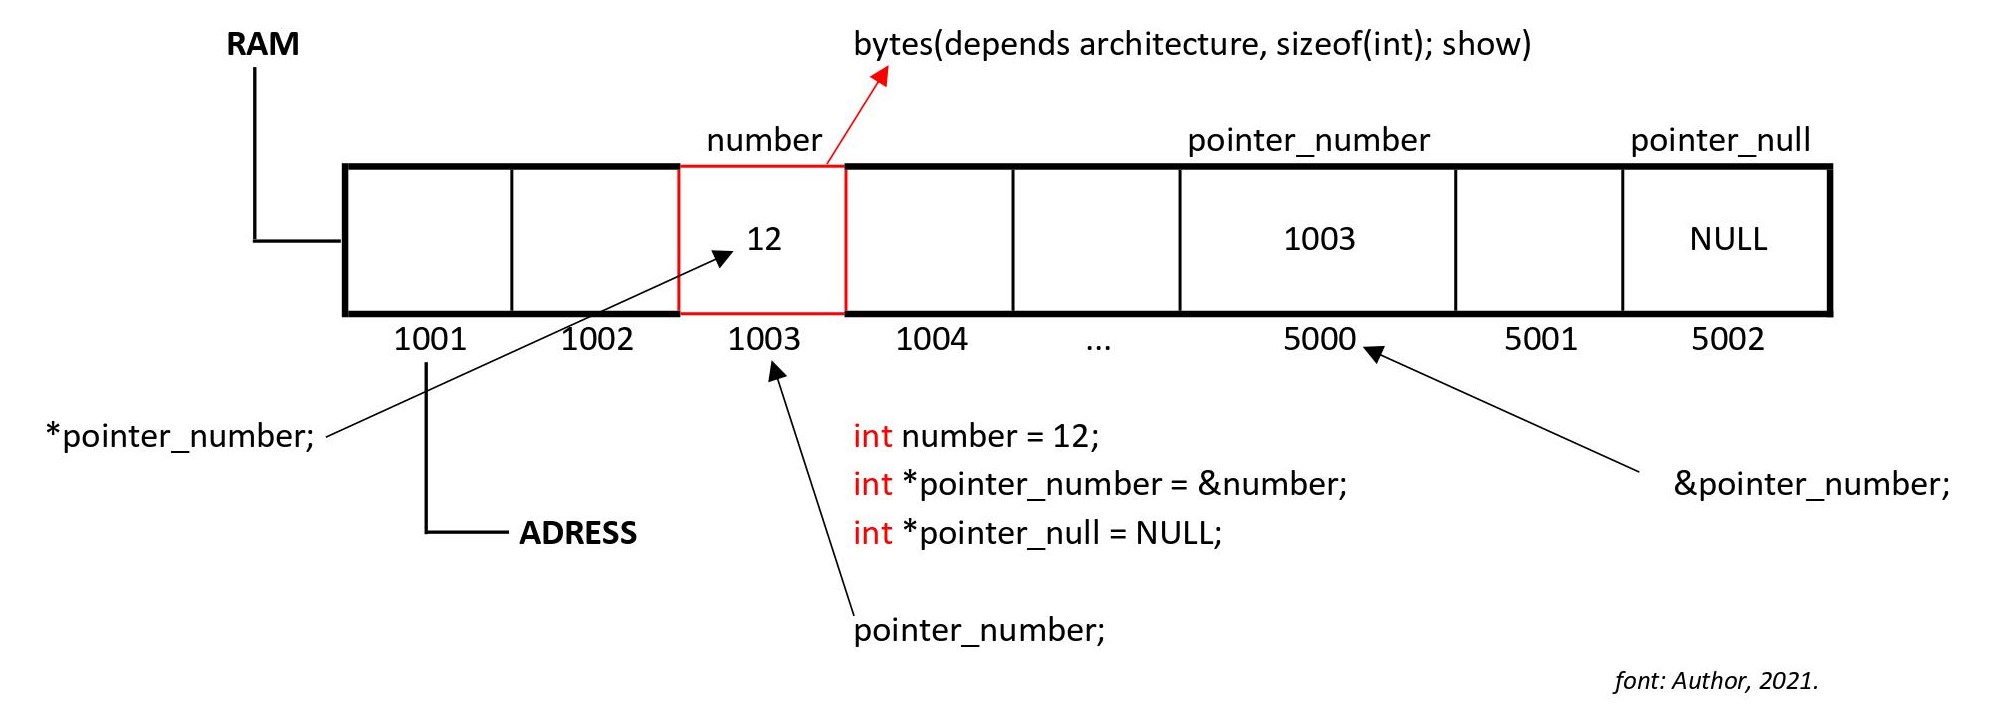 RAM
bytes(depends architecture, sizeof(int); show)
number
pointer_number
pointer_null
12
1003
NULL
1001
1002
1003
1004
...
5000
5001
5002
*pointer_number;
int number = 12;
int *pointer_number = &number;
&pointer_number;
int *pointer_null = NULL;
ADRESS
pointer_number;
font: Author, 2021.